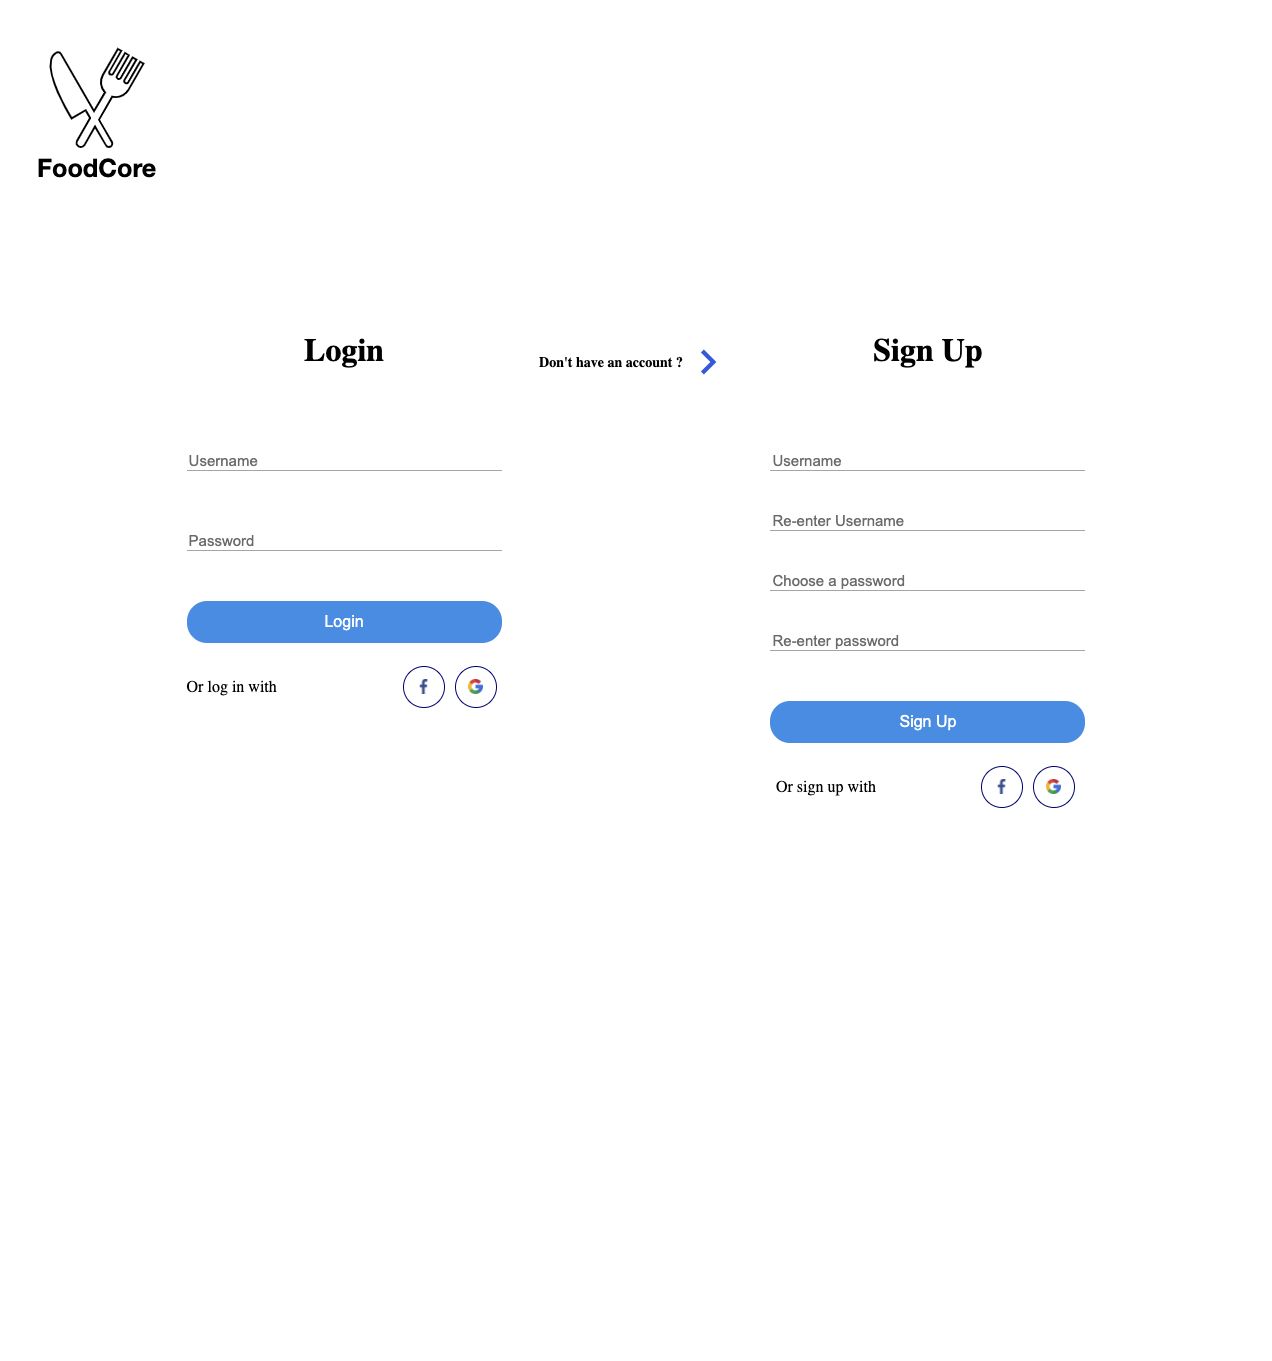 FoodCore
Login
Don't have an account ?
Sign Up
Username
Password
Login
Or log in with
Username
Re-enter Username
Choose a password
Re-enter password
Sign Up
Or sign up with